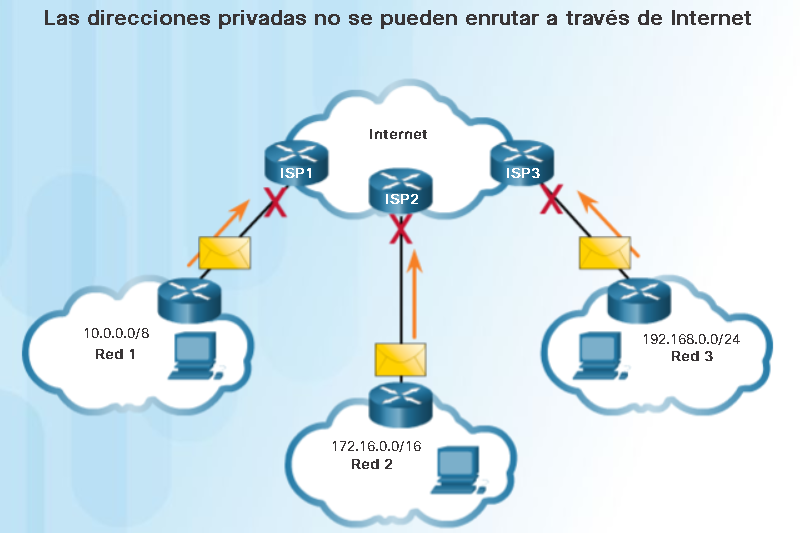 Las direcciones privadas no se pueden enrutar a través de Internet
Internet
ISP1
ISP2
ISP3
10.0.0.0/8
Red 1
172.16.0.0/16
Red 2
192.168.0.0/24
Red 3